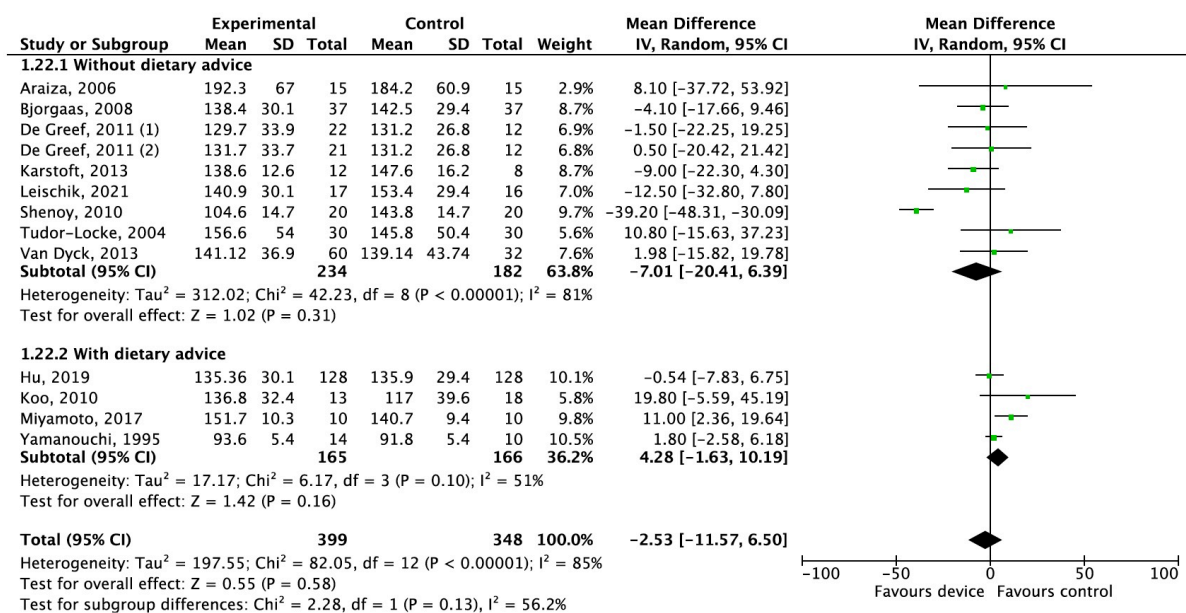 Experimental Control Mean Difference Mean Difference
Study or Subgroup Mean SD Total Mean SD Total Weight IV, Random, 95% CI IV, Random, 95% CI
1.22.1 Without dietary advice
Araiza, 2006 192.3 67 15 184.2 60.9 15 2.9% 8.10 [-37.72, 53.92]
Bjorgaas, 2008 138.4 30.1 37 142.5 29.4 37 8.7% -4.10 [-17.66, 9.46]
De Greef, 2011 (1) 129.7 33.9 22 131.2 26.8 12 6.9% -1.50 [-22.25, 19.25]
De Greef, 2011 (2) 131.7 33.7 21 131.2 26.8 12 6.8% 0.50 [-20.42, 21.42]
Karstoft, 2013 138.6 12.6 12 147.6 16.2 8 8.7% -9.00 [-22.30, 4.30]
Leischik, 2021 140.9 30.1 17 153.4 29.4 16 7.0% -12.50 [-32.80, 7.80]
Shenoy, 2010 104.6 14.7 20 143.8 14.7 20 9.7% -39.20 [-48.31, -30.09]
Tudor-Locke, 2004 156.6 54 30 145.8 50.4 30 5.6% 10.80 [-15.63, 37.23]
Van Dyck, 2013 141.12 36.9 60 139.14 43.74 32 7.6% 1.98 [-15.82, 19.78]
Subtotal (95% CI) 234 182 63.8% -7.01 [-20.41, 6.39]
Heterogeneity: Tau² = 312.02; Chi² = 42.23, df = 8 (P < 0.00001); I² = 81%
Test for overall effect: Z = 1.02 (P = 0.31)
1.22.2 With dietary advice
Hu, 2019 135.36 30.1 128 135.9 29.4 128 10.1% -0.54 [-7.83, 6.75]
Koo, 2010 136.8 32.4 13 117 39.6 18 5.8% 19.80 [-5.59, 45.19]
Miyamoto, 2017 151.7 10.3 10 140.7 9.4 10 9.8% 11.00 [2.36, 19.64]
Yamanouchi, 1995 93.6 5.4 14 91.8 5.4 10 10.5% 1.80 [-2.58, 6.18]
Subtotal (95% CI) 165 166 36.2% 4.28 [-1.63, 10.19]
Heterogeneity: Tau² = 17.17; Chi² = 6.17, df = 3 (P = 0.10); I² = 51%
Test for overall effect: Z = 1.42 (P = 0.16)
Total (95% CI) 399 348 100.0% -2.53 [-11.57, 6.50]
Heterogeneity: Tau² = 197.55; Chi² = 82.05, df = 12 (P < 0.00001); I² = 85%
Test for overall effect: Z = 0.55 (P = 0.58)
Test for subgroup differences: Chi² = 2.28, df = 1 (P = 0.13), I² = 56.2%
-100 -50 0 50 100
Favours device Favours control